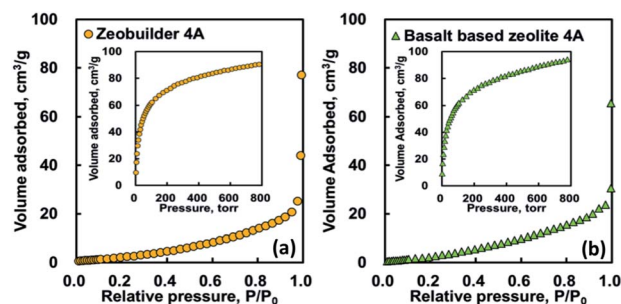 Zeobuilder 4A
Volume adsorbed, cm³/g
100
80
60
40
20
0
0.0 0.2 0.4 0.6 0.8 1.0
Relative pressure, P/P₀
(a)
Volume adsorbed, cm³/g
100
80
60
40
20
0
0 200 400 600 800
Pressure, torr
Basalt based zeolite 4A
Volume Adsorbed, cm³/g
100
80
60
40
20
0
0.0 0.2 0.4 0.6 0.8 1.0
Relative pressure, P/P₀
(b)
Volume adsorbed, cm³/g
100
80
60
40
20
0
0 200 400 600 800
Pressure, torr